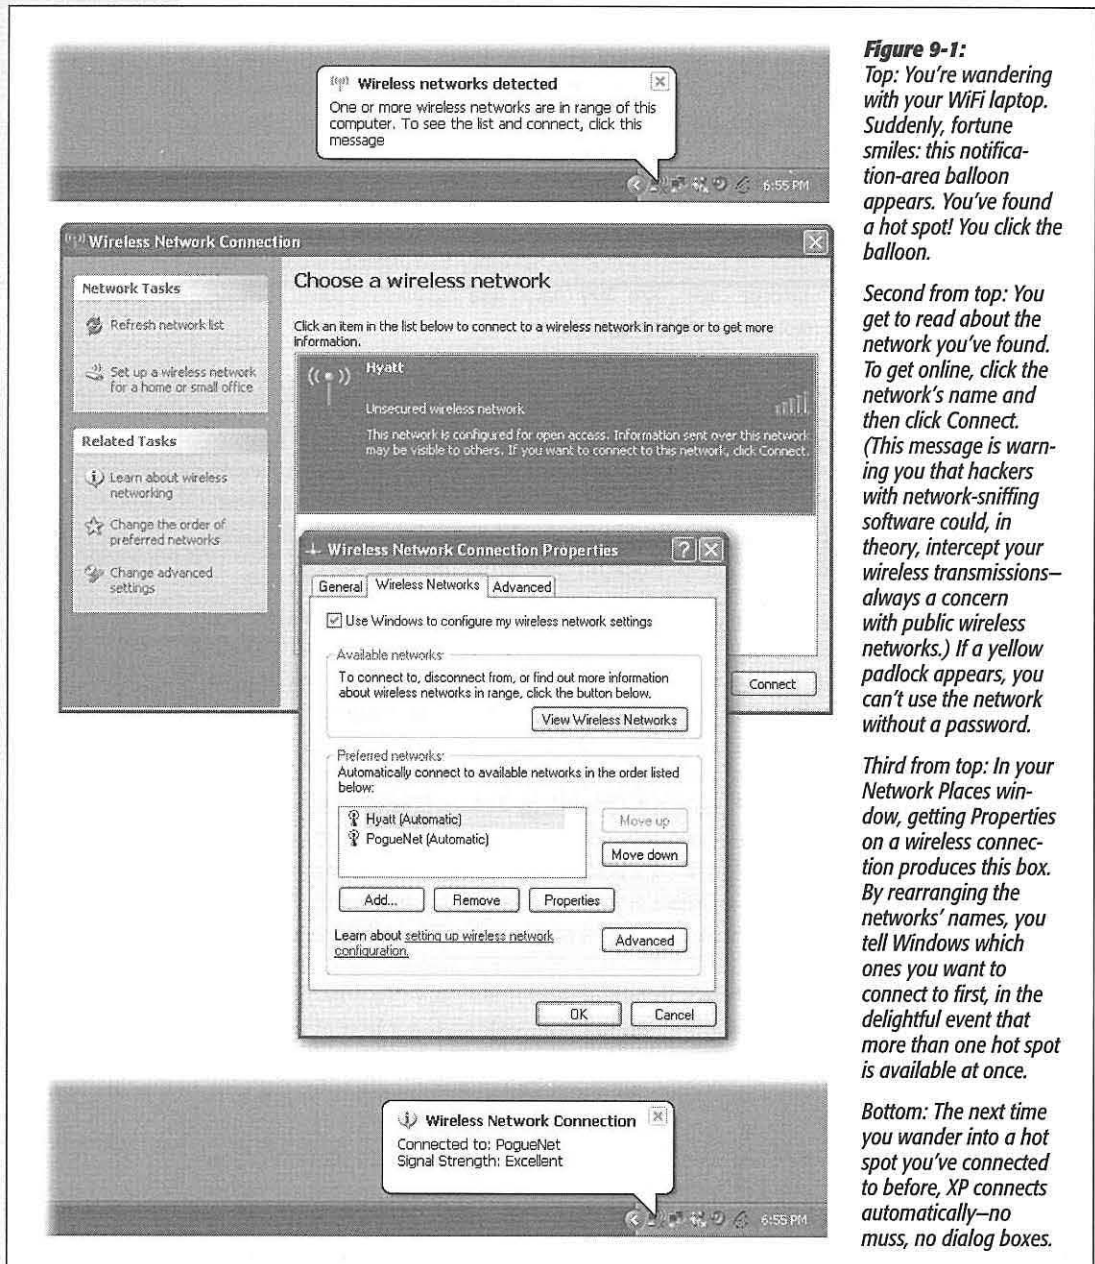 Wireless networks detected
One or more wireless networks are in range of this
computer. To see the list and connect, click this
message
6:55 PM
Wireless Network Connection
Network Tasks
Refresh network list
Set up a wireless network
for a home or small office
Related Tasks
Learn about wireless
networking
Change the order of
preferred networks
Change advanced
settings
Choose a wireless network
Click an item in the list below to connect to a wireless network in range or to get more
information.
Hyatt
Unsecured wireless network
This network is configured for open access. Information sent over this network
may be visible to others. If you want to connect to this network, click Connect.
Connect
Wireless Network Connection Properties
General
Wireless Networks
Advanced
Use Windows to configure my wireless network settings
Available networks:
To connect to, disconnect from, or find out more information
about wireless networks in range, click the button below.
View Wireless Networks
Preferred networks:
Automatically connect to available networks in the order listed
below:
Hyatt (Automatic)
PogueNet (Automatic)
Move up
Move down
Add...
Remove
Properties
Learn about setting up wireless network
configuration.
Advanced
OK
Cancel
Wireless Network Connection
Connected to: PogueNet
Signal Strength: Excellent
6:55 PM
Figure 9-1:
Top: You're wandering
with your WiFi laptop.
Suddenly, fortune
smiles: this notifica-
tion-area balloon
appears. You've found
a hot spot! You click the
balloon.
Second from top: You
get to read about the
network you've found.
To get online, click the
network's name and
then click Connect.
(This message is warn-
ing you that hackers
with network-sniffing
software could, in
theory, intercept your
wireless transmissions—
always a concern
with public wireless
networks.) If a yellow
padlock appears, you
can't use the network
without a password.
Third from top: In your
Network Places win-
dow, getting Properties
on a wireless connec-
tion produces this box.
By rearranging the
networks' names, you
tell Windows which
ones you want to
connect to first, in the
delightful event that
more than one hot spot
is available at once.
Bottom: The next time
you wander into a hot
spot you've connected
to before, XP connects
automatically—no
muss, no dialog boxes.